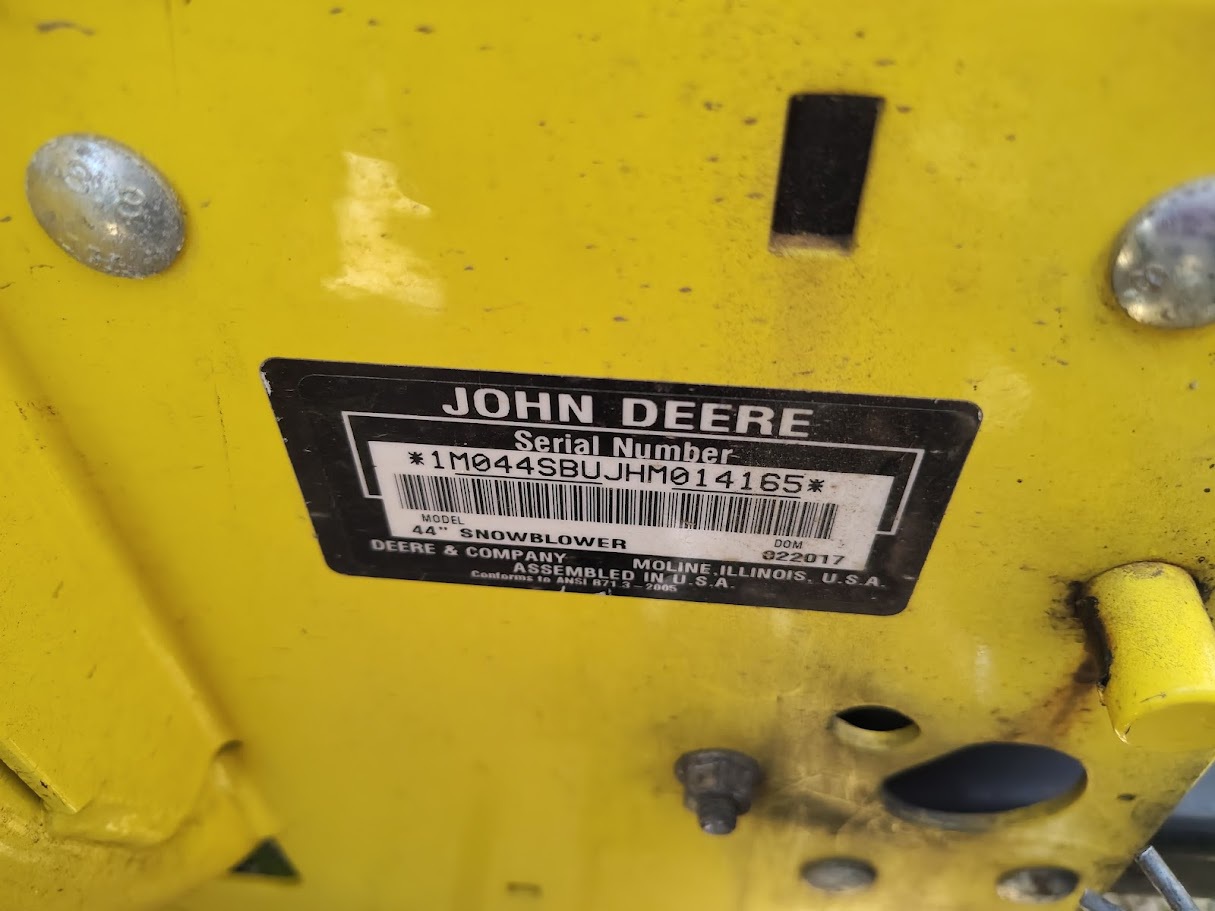 JOHN DEERE
Serial Number
*1M044SBUJHM014165*
MODEL DOM
44" SNOWBLOWER 022017
DEERE & COMPANY MOLINE, ILLINOIS, U.S.A.
ASSEMBLED IN U.S.A.
Conforms to ANSI B71.3-2005